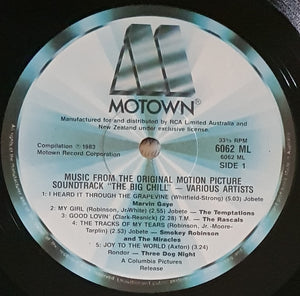 M
MOTOWN®
Manufactured for and distributed by RCA Limited Australia and
New Zealand under exclusive license.
Compilation ℗ 1983
Motown Record Corporation
33⅓ RPM
6062 ML
6062 ML
SIDE 1
MUSIC FROM THE ORIGINAL MOTION PICTURE
SOUNDTRACK "THE BIG CHILL" — VARIOUS ARTISTS
1: I HEARD IT THROUGH THE GRAPEVINE (Whitfield-Strong) (5.03) Jobete —
Marvin Gaye
2: MY GIRL (Robinson, Jr-White) (2.55) Jobete — The Temptations
3: GOOD LOVIN' (Clark-Resnick) (2.28) T.M. — The Rascals
4: THE TRACKS OF MY TEARS (Robinson, Jr.-Moore-
Tarplin) (2.53) Jobete — Smokey Robinson
and The Miracles
5: JOY TO THE WORLD (Axton) (3.24)
Rondor — Three Dog Night
A Columbia Pictures
Release